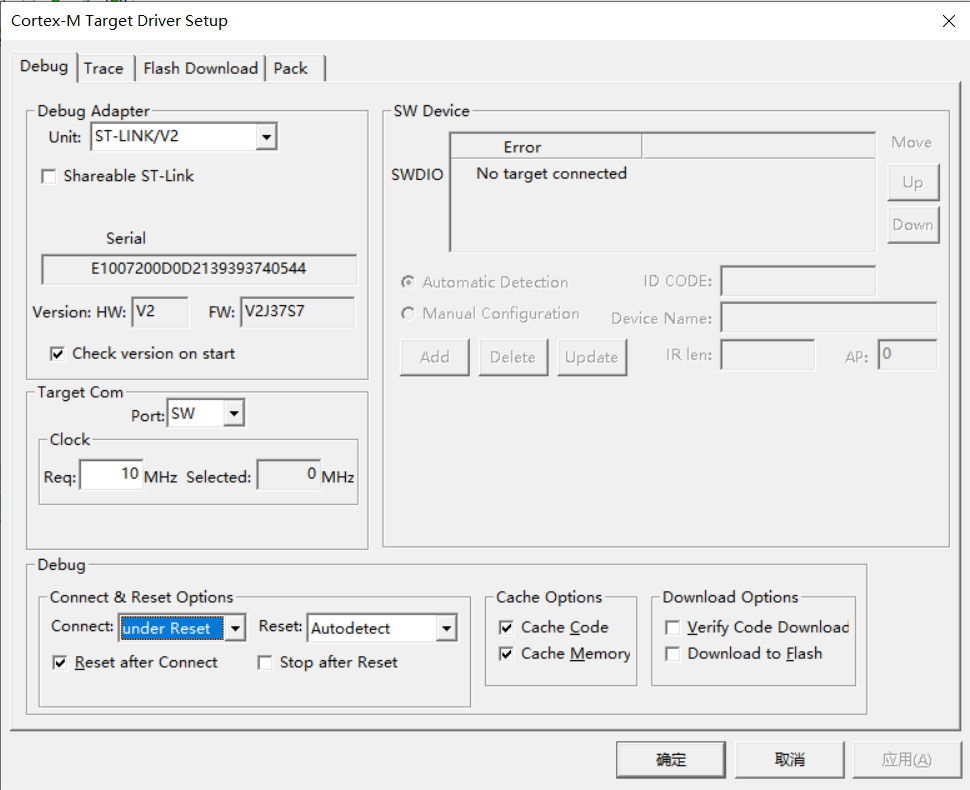 Cortex-M Target Driver Setup
Debug Trace Flash Download Pack
Debug Adapter
Unit: ST-LINK/V2
Shareable ST-Link
Serial
E1007200D0D2139393740544
Version: HW: V2 FW: V2J37S7
Check version on start
Target Com
Port: SW
Clock
Req: 10 MHz Selected: 0 MHz
SW Device
Error
SWDIO No target connected
Move
Up
Down
Automatic Detection ID CODE:
Manual Configuration Device Name:
Add Delete Update IR len: AP: 0
Debug
Connect & Reset Options
Connect: under Reset Reset: Autodetect
Reset after Connect Stop after Reset
Cache Options
Cache Code
Cache Memory
Download Options
Verify Code Download
Download to Flash
确定 取消 应用(A)